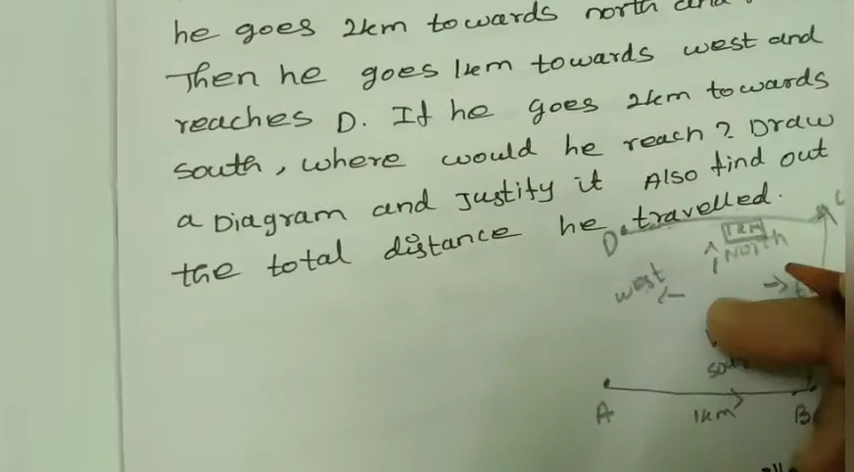 he goes 2km towards north and
Then he goes 1km towards west and
reaches D. If he goes 2km towards
south, where would he reach? Draw
a Diagram and Justify it Also find out
the total distance he travelled.
D
1km
North
west
A
1km
B